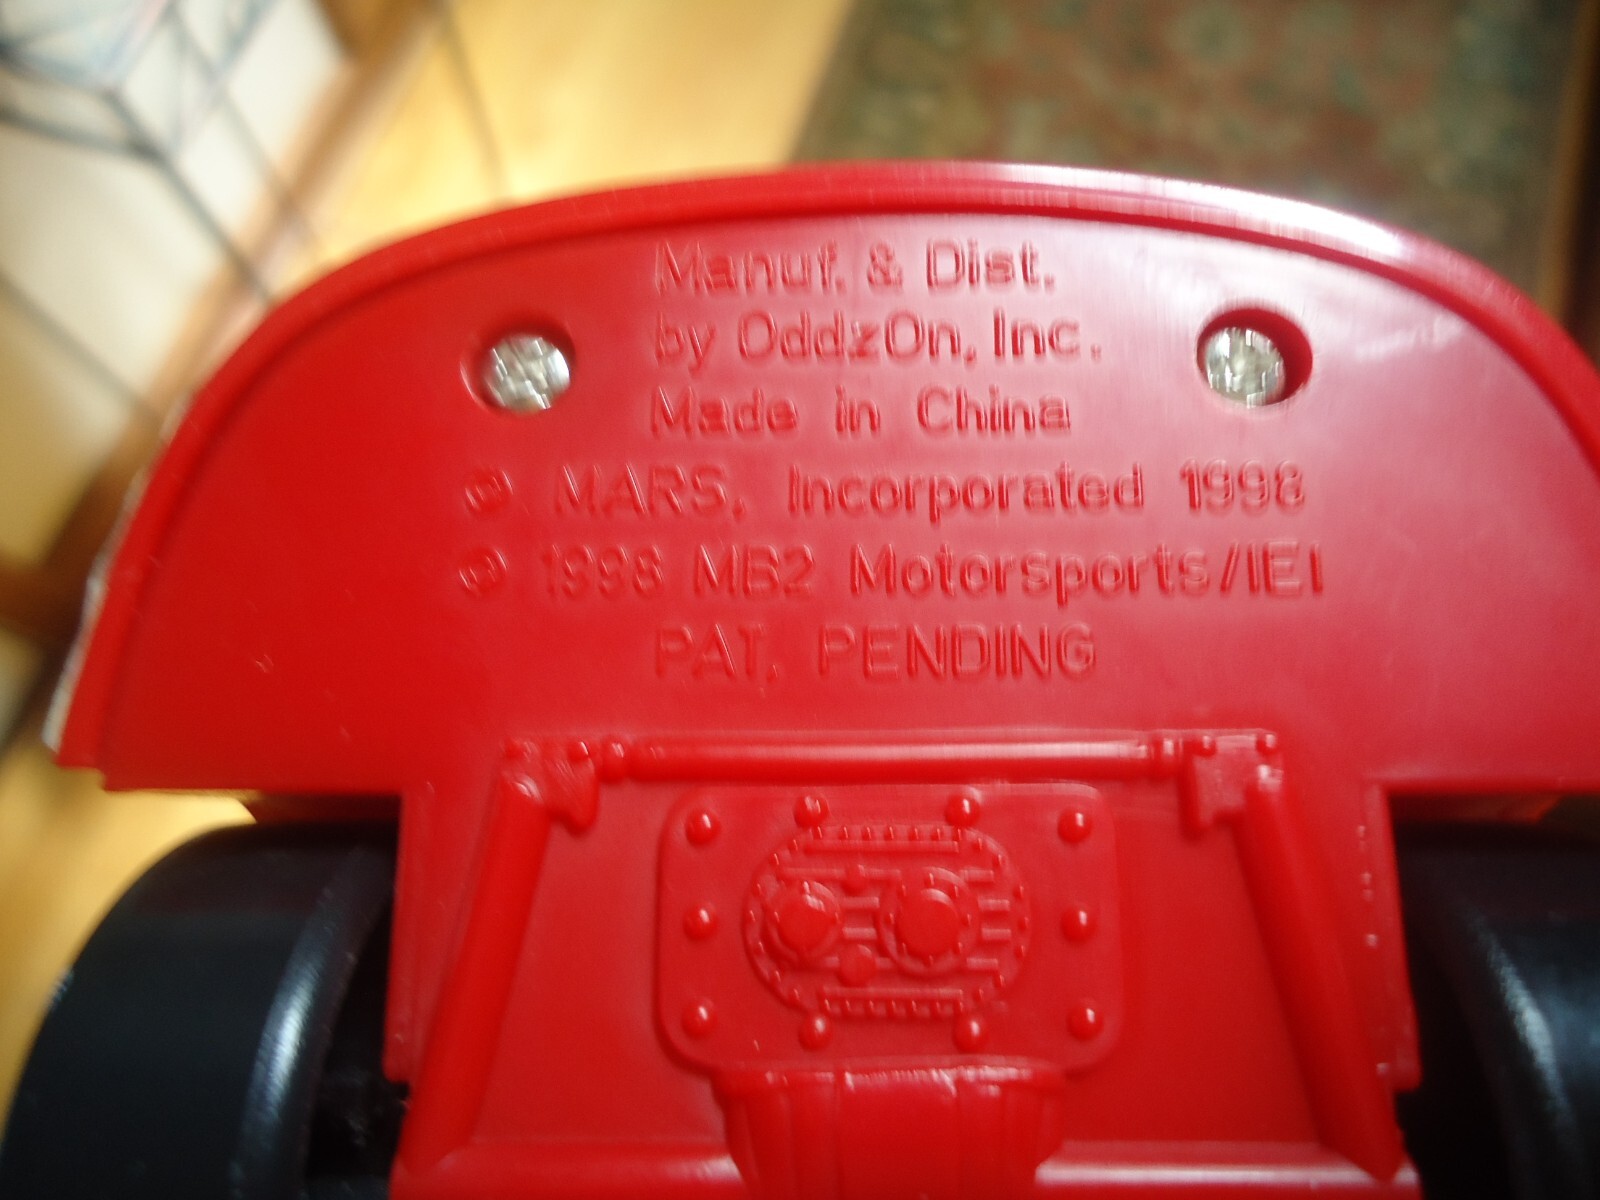 Manuf. & Dist.
by OddzOn, Inc.
Made in China
© MARS, Incorporated 1998
© 1998 MB2 Motorsports/IEI
PAT. PENDING